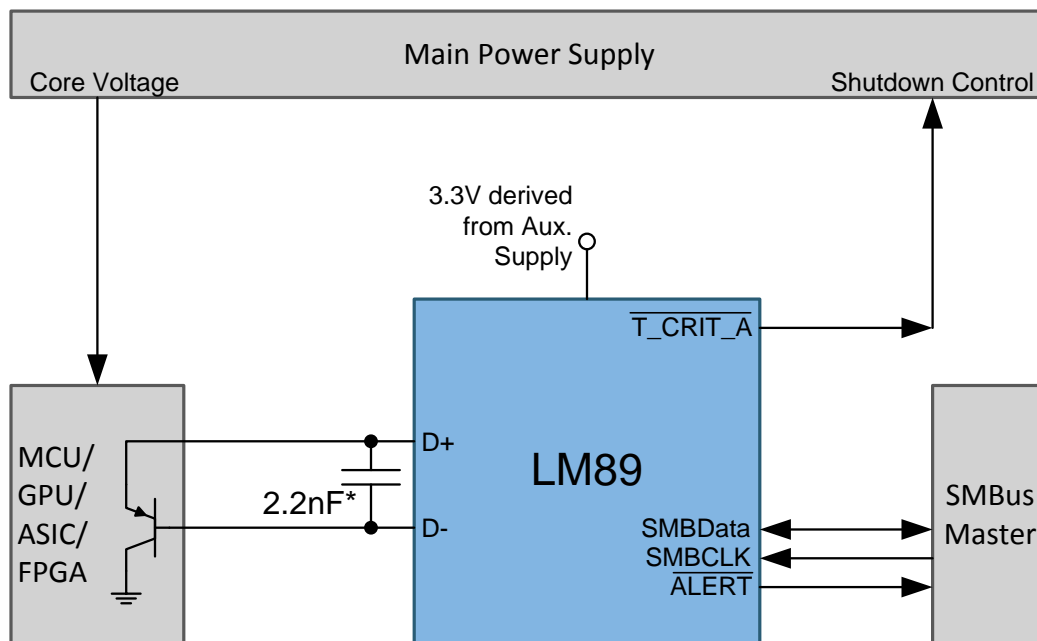 Main Power Supply
Core Voltage
Shutdown Control
3.3V derived
from Aux.
Supply
T_CRIT_A
MCU/
GPU/
ASIC/
FPGA
D+
2.2nF*
D-
LM89
SMBData
SMBCLK
ALERT
SMBus
Master